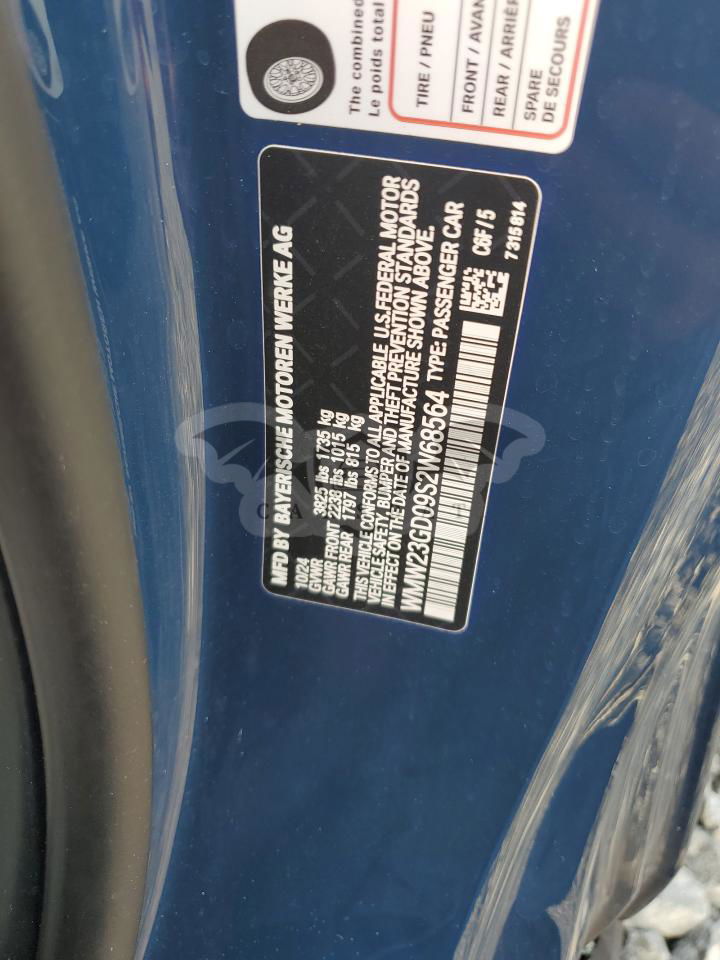 The combined
Le poids total
TIRE / PNEU
FRONT / AVAN
REAR / ARRIÈR
SPARE
DE SECOURS
MFD BY BAYERISCHE MOTOREN WERKE AG
10/24
GVWR 3825 lbs 1735 kg
GAWR FRONT 2238 lbs 1015 kg
GAWR REAR 1797 lbs 815 kg
THIS VEHICLE CONFORMS TO ALL APPLICABLE U.S.FEDERAL MOTOR
VEHICLE SAFETY, BUMPER AND THEFT PREVENTION STANDARDS
IN EFFECT ON THE DATE OF MANUFACTURE SHOWN ABOVE.
WMW23GD09S2W68564 TYPE: PASSENGER CAR
C6F / 5
7315814